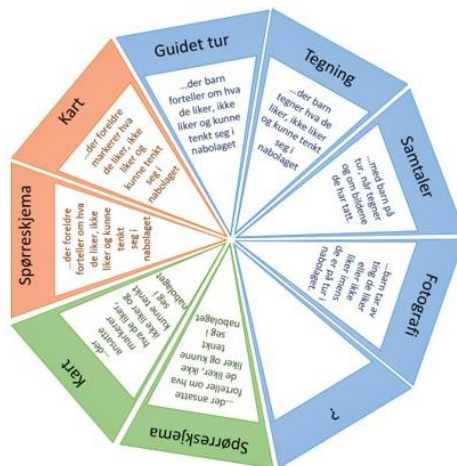 Guidet tur
...der barn
forteller om hva
de liker, ikke
liker og kunne
tenkt seg i
nabolaget
Tegning
...der barn
tegner hva de
liker, ikke liker
og kunne tenkt
seg i
nabolaget
Samtaler
...med barn på
tur, når tegner
og om bildene
de har tatt.
Fotografi
...barn tar av
ting de liker
eller ikke
liker imens
de er på tur i
nabolaget.
?
Spørreskjema
...der ansatte
forteller om hva
de liker, ikke
liker og kunne
tenkt
seg i
nabolaget
Kart
...der
ansatte
markerer
hva de liker,
ikke liker og
kunne tenkt
seg i
nabolaget
Spørreskjema
...der foreldre
forteller om hva
de liker, ikke
liker og kunne
tenkt
seg i
nabolaget
Kart
...der foreldre
markerer hva
de liker, ikke
liker og
kunne tenkt
seg i
nabolaget